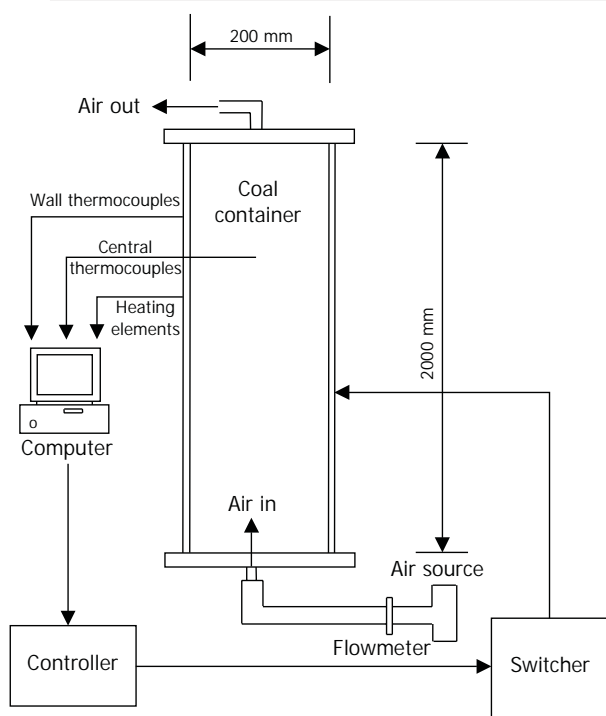 200 mm
Air out
Wall thermocouples
Coal
container
Central
thermocouples
Heating
elements
2000 mm
Computer
Air in
Air source
Flowmeter
Controller
Switcher